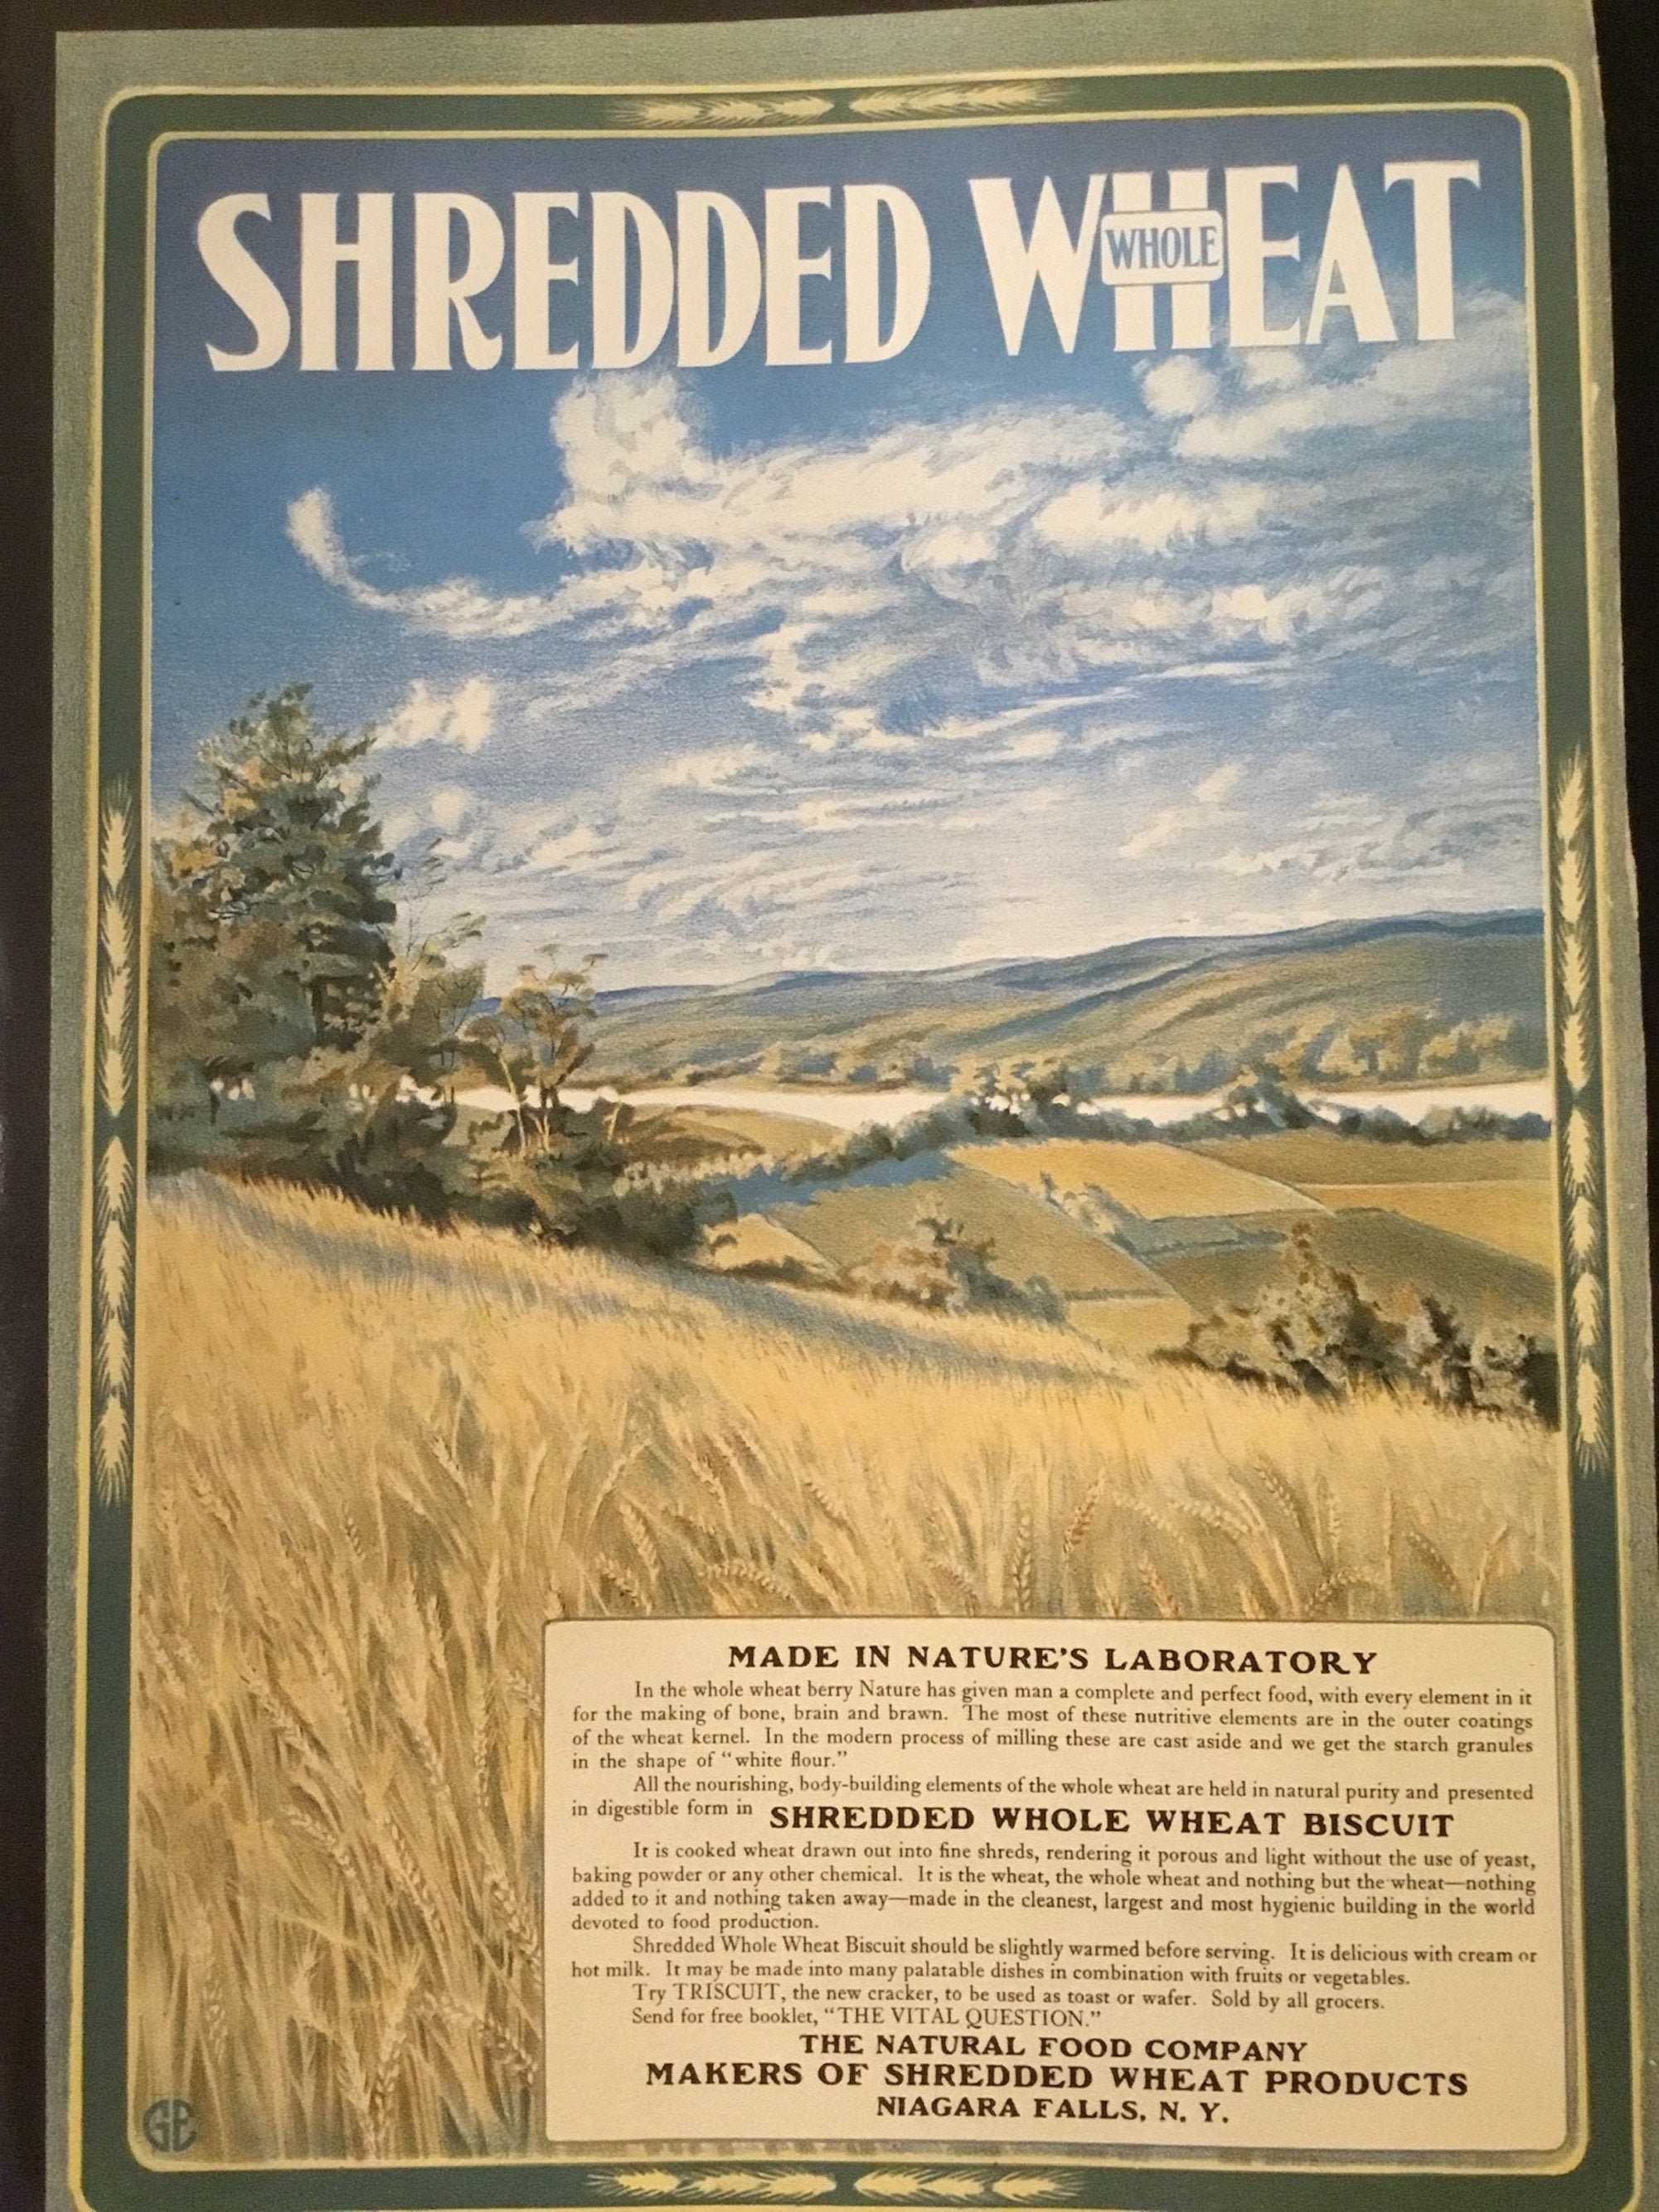 SHREDDED WHEAT
WHOLE
MADE IN NATURE'S LABORATORY
In the whole wheat berry Nature has given man a complete and perfect food, with every element in it
for the making of bone, brain and brawn. The most of these nutritive elements are in the outer coatings
of the wheat kernel. In the modern process of milling these are cast aside and we get the starch granules
in the shape of "white flour."
All the nourishing, body-building elements of the whole wheat are held in natural purity and presented
in digestible form in SHREDDED WHOLE WHEAT BISCUIT
It is cooked wheat drawn out into fine shreds, rendering it porous and light without the use of yeast,
baking powder or any other chemical. It is the wheat, the whole wheat and nothing but the wheat—nothing
added to it and nothing taken away—made in the cleanest, largest and most hygienic building in the world
devoted to food production.
Shredded Whole Wheat Biscuit should be slightly warmed before serving. It is delicious with cream or
hot milk. It may be made into many palatable dishes in combination with fruits or vegetables.
Try TRISCUIT, the new cracker, to be used as toast or wafer. Sold by all grocers.
Send for free booklet, "THE VITAL QUESTION."
THE NATURAL FOOD COMPANY
MAKERS OF SHREDDED WHEAT PRODUCTS
NIAGARA FALLS, N. Y.